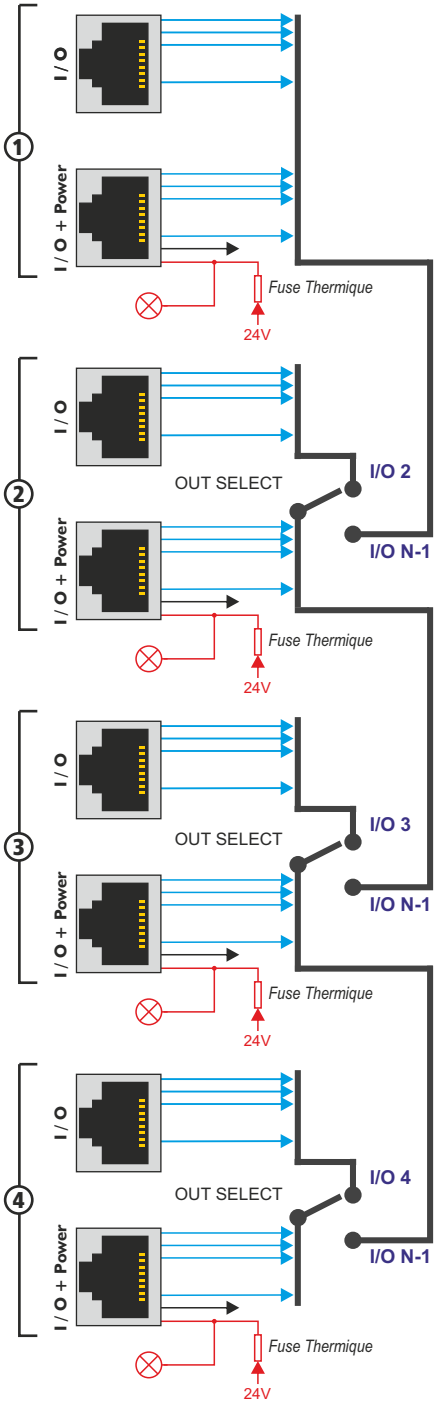 1
I / O
I / O + Power
Fuse Thermique
24V
2
I / O
I/O 2
OUT SELECT
I / O + Power
I/O N-1
Fuse Thermique
24V
3
I / O
I/O 3
OUT SELECT
I / O + Power
I/O N-1
Fuse Thermique
24V
4
I / O
I/O 4
OUT SELECT
I / O + Power
I/O N-1
Fuse Thermique
24V